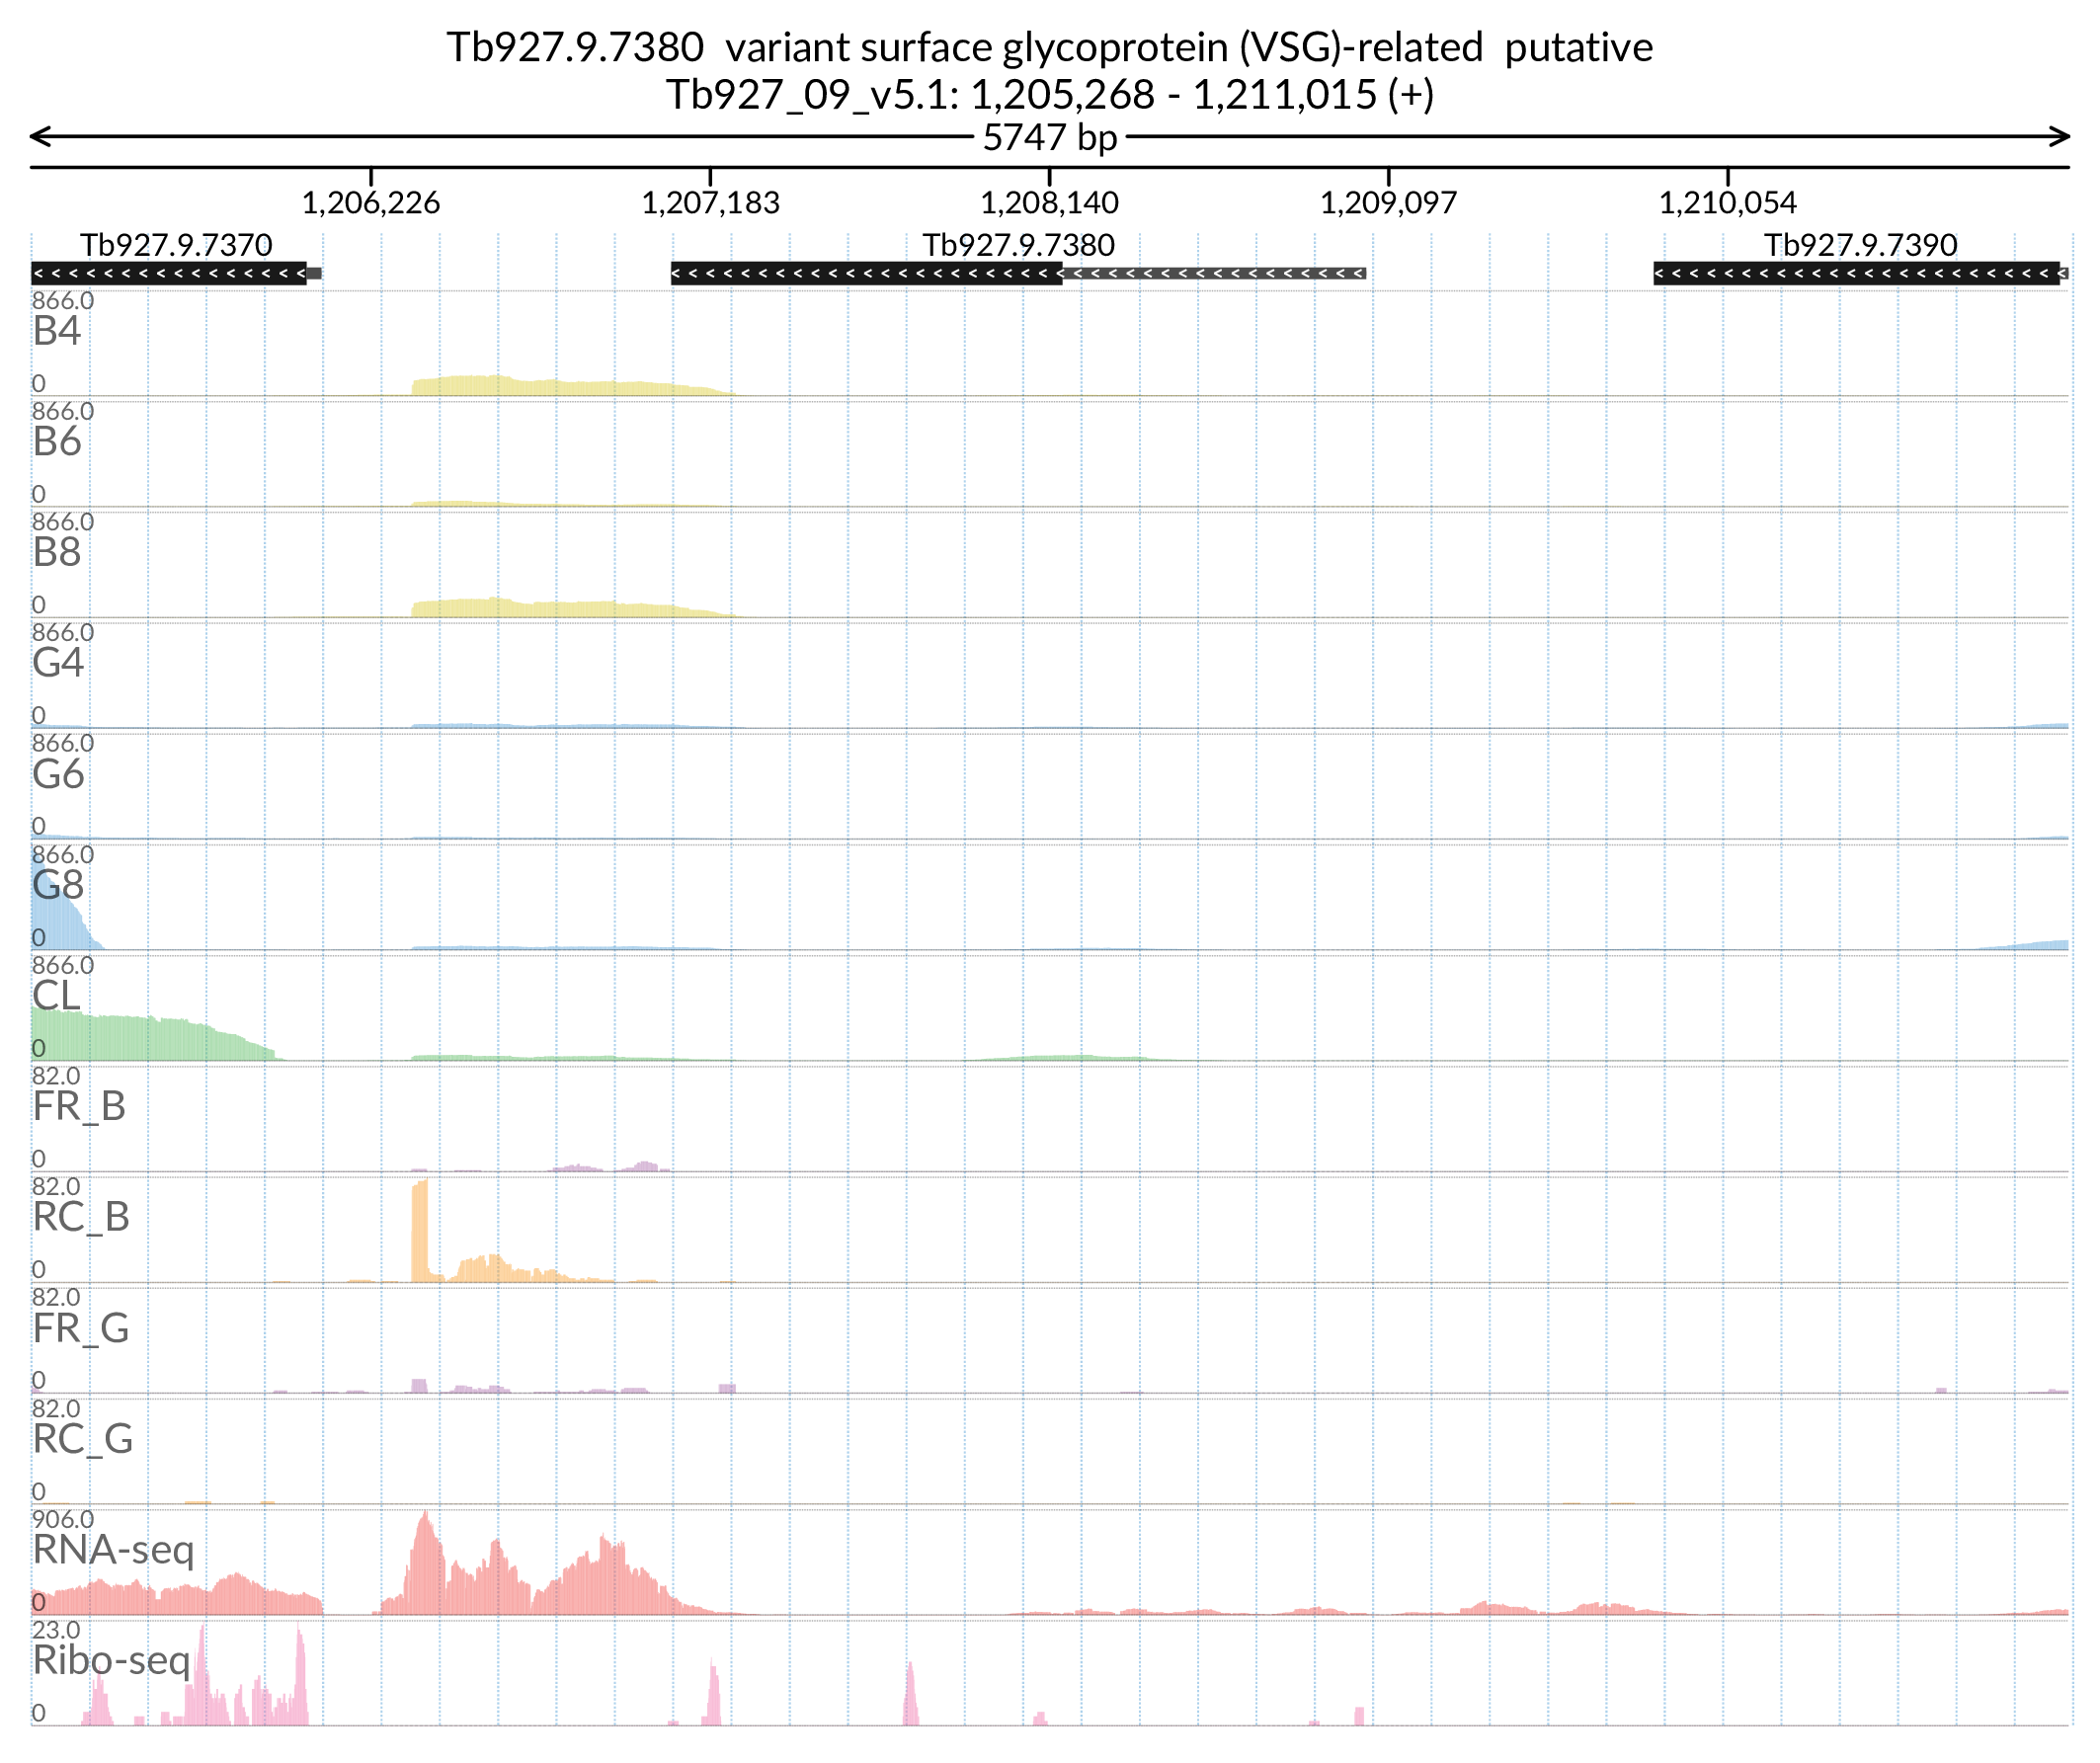 Tb927.9.7380  variant surface glycoprotein (VSG)-related  putative
Tb927_09_v5.1: 1,205,268 - 1,211,015 (+)
5747 bp
1,206,226 1,207,183 1,208,140 1,209,097 1,210,054
Tb927.9.7370 Tb927.9.7380 Tb927.9.7390
866.0
B4
0
866.0
B6
0
866.0
B8
0
866.0
G4
0
866.0
G6
0
866.0
G8
0
866.0
CL
0
82.0
FR_B
0
82.0
RC_B
0
82.0
FR_G
0
82.0
RC_G
0
906.0
RNA-seq
0
23.0
Ribo-seq
0